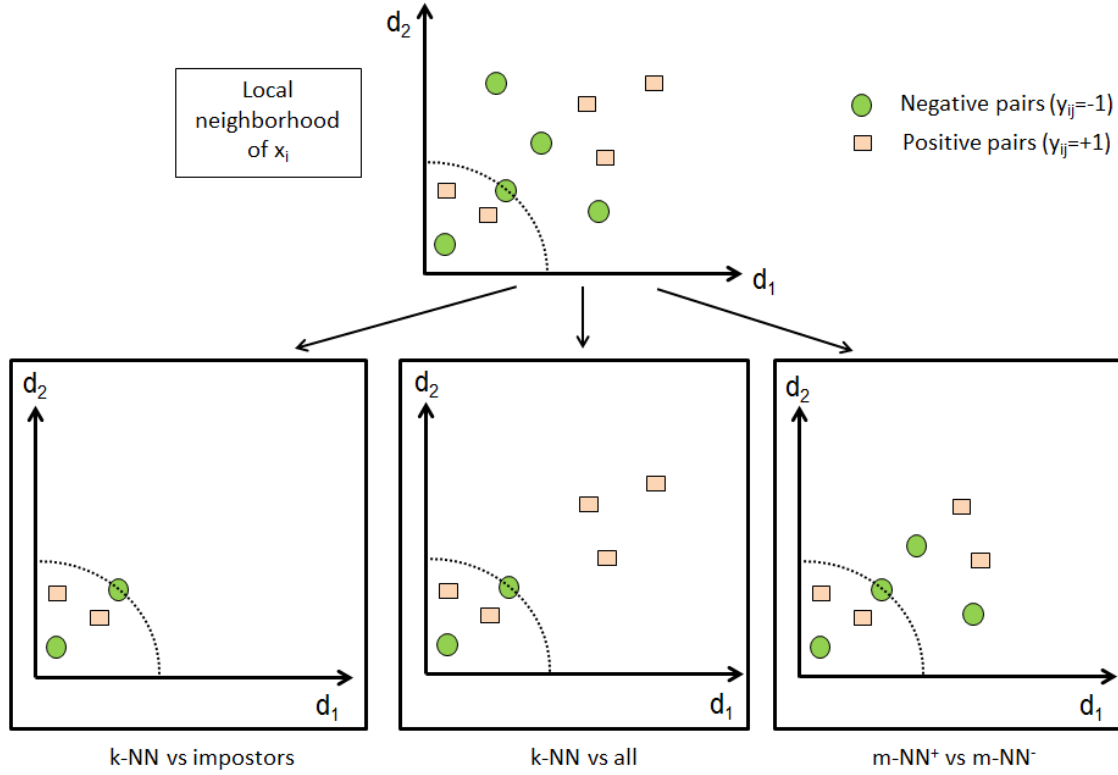 d₂
Local
neighborhood
of xᵢ
Negative pairs (yᵢⱼ=-1)
Positive pairs (yᵢⱼ=+1)
d₁
d₂
d₁
k-NN vs impostors
d₂
d₁
k-NN vs all
d₂
d₁
m-NN⁺ vs m-NN⁻